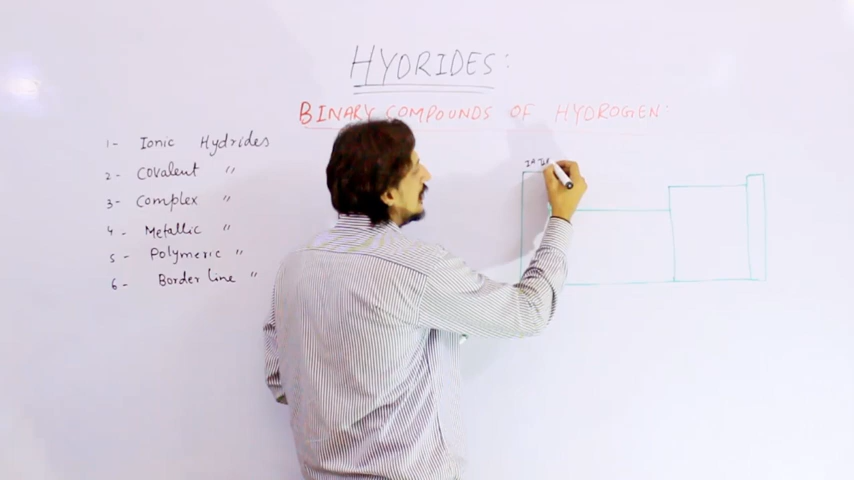 HYDRIDES:
BINARY COMPOUNDS OF HYDROGEN:
1- Ionic Hydrides
2- Covalent "
3- Complex "
4- Metallic "
5- Polymeric "
6- Border line "
IA